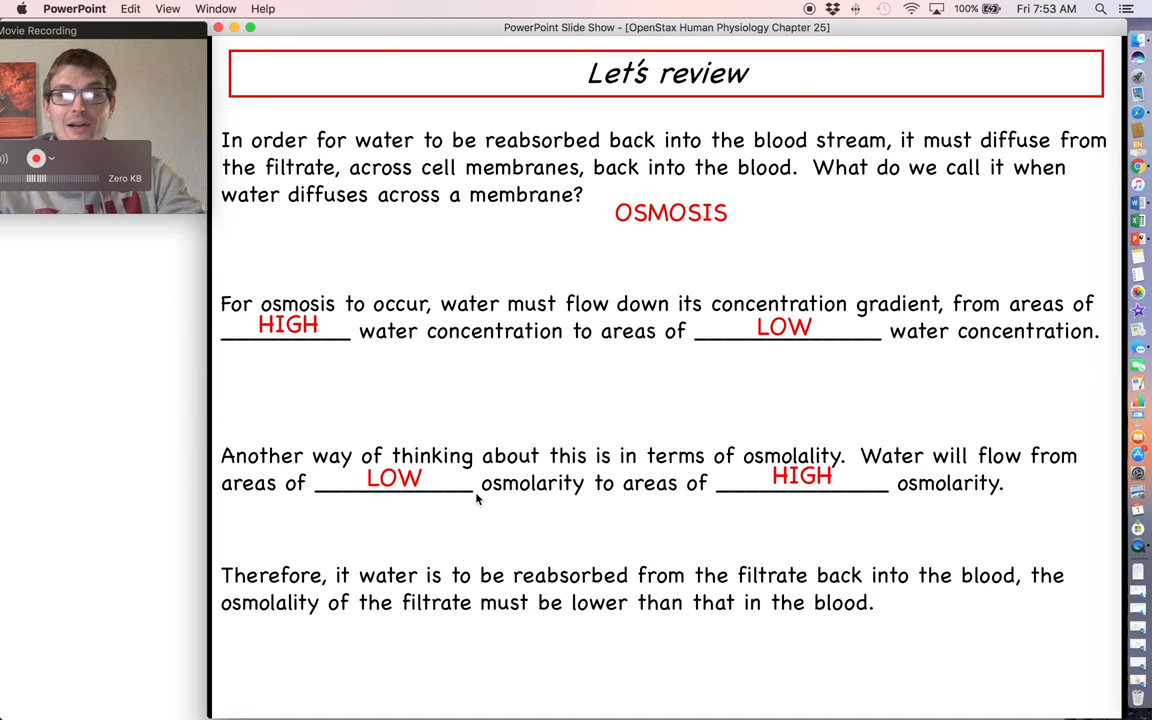 PowerPoint Edit View Window Help 100% Fri 7:53 AM
Movie Recording
PowerPoint Slide Show - [OpenStax Human Physiology Chapter 25]
Zero KB
Let's review
In order for water to be reabsorbed back into the blood stream, it must diffuse from
the filtrate, across cell membranes, back into the blood. What do we call it when
water diffuses across a membrane?
OSMOSIS
For osmosis to occur, water must flow down its concentration gradient, from areas of
HIGH water concentration to areas of LOW water concentration.
Another way of thinking about this is in terms of osmolality. Water will flow from
areas of LOW osmolarity to areas of HIGH osmolarity.
Therefore, it water is to be reabsorbed from the filtrate back into the blood, the
osmolality of the filtrate must be lower than that in the blood.